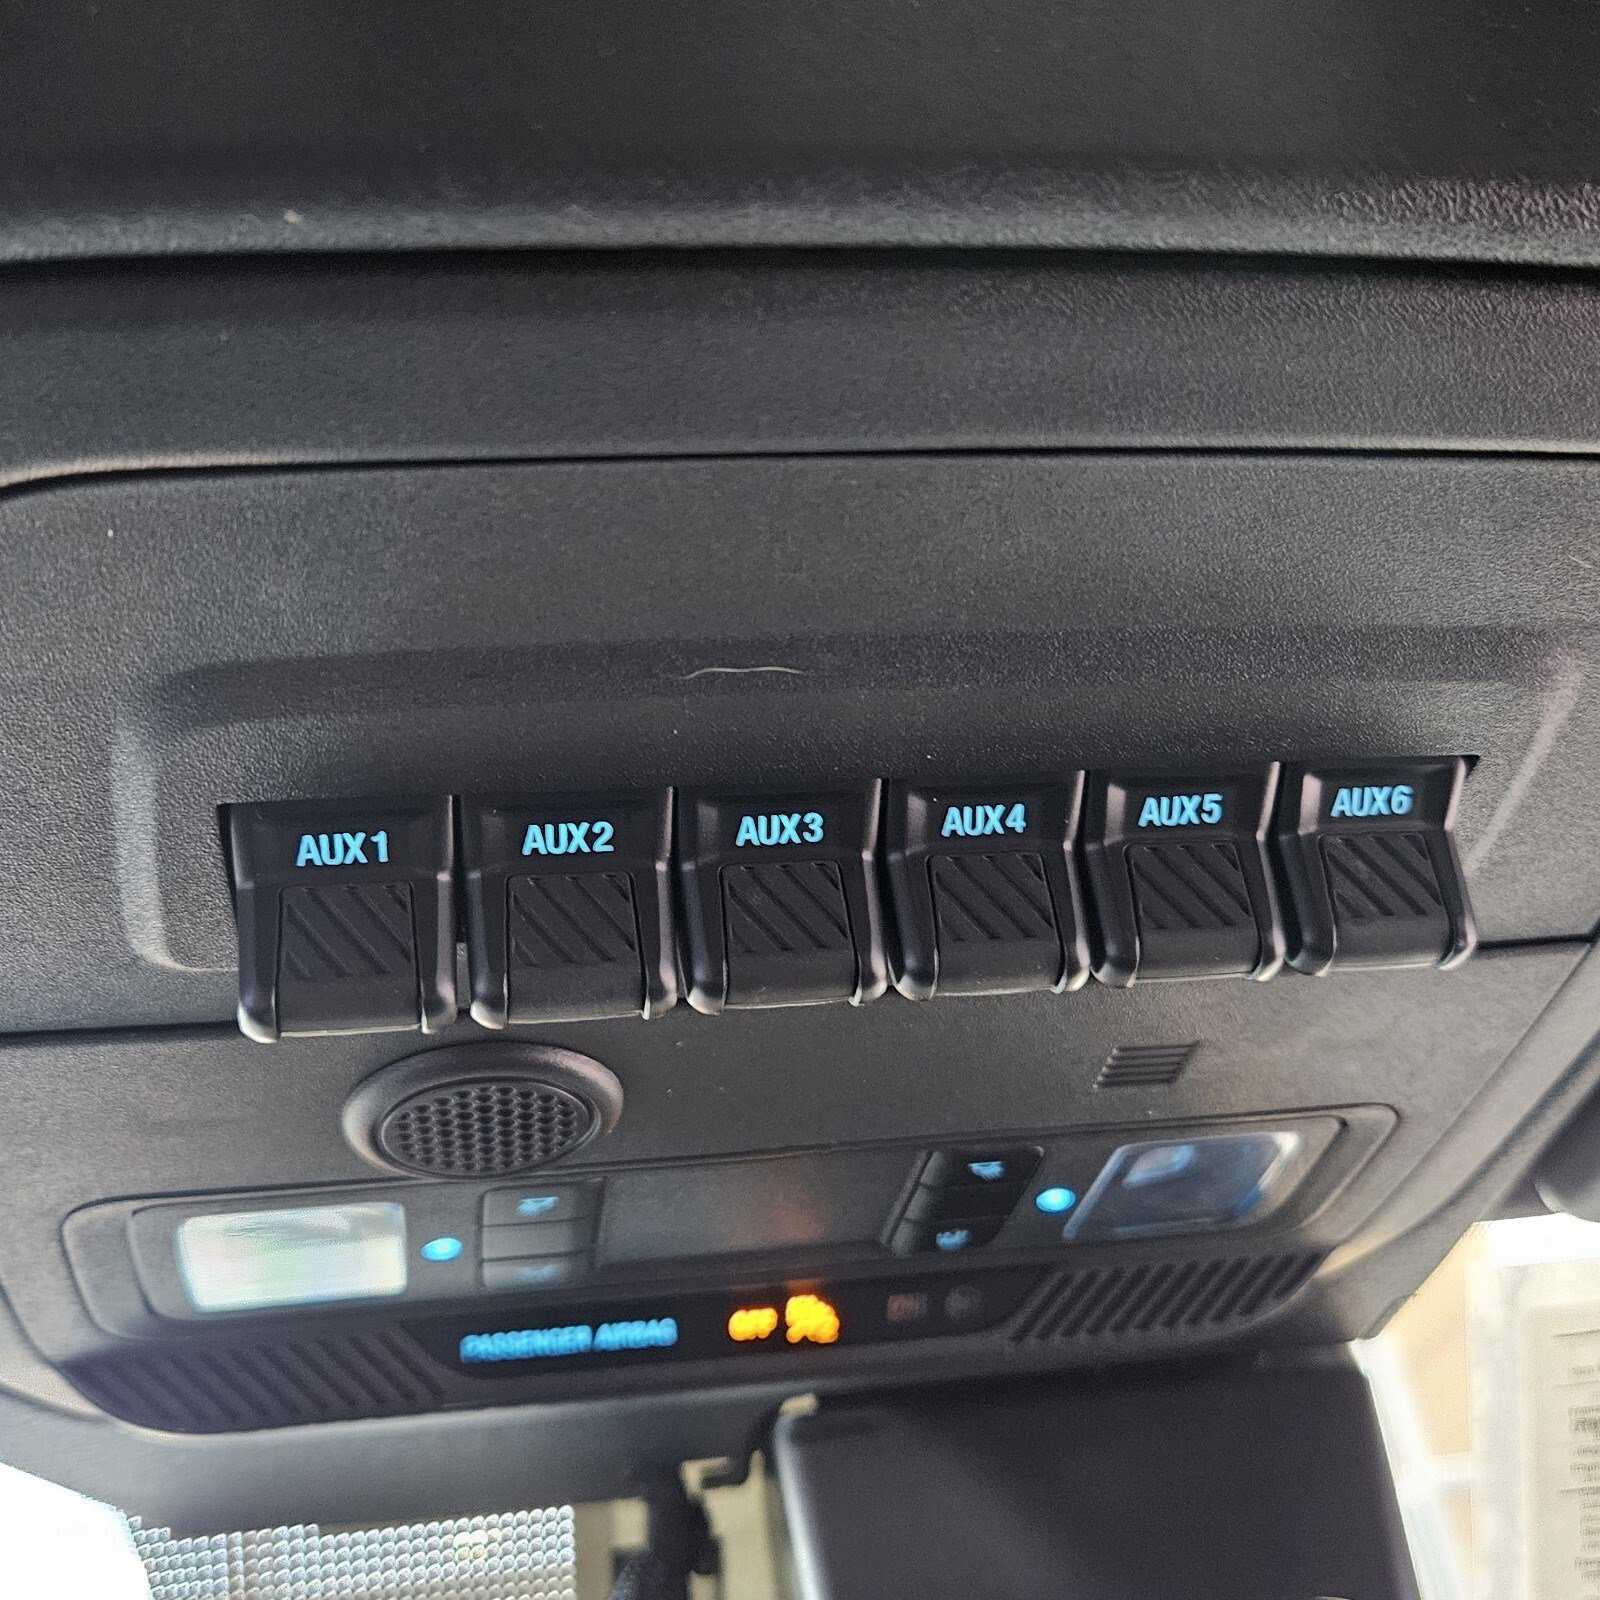 AUX1 AUX2 AUX3 AUX4 AUX5 AUX6
PASSENGER AIRBAG OFF